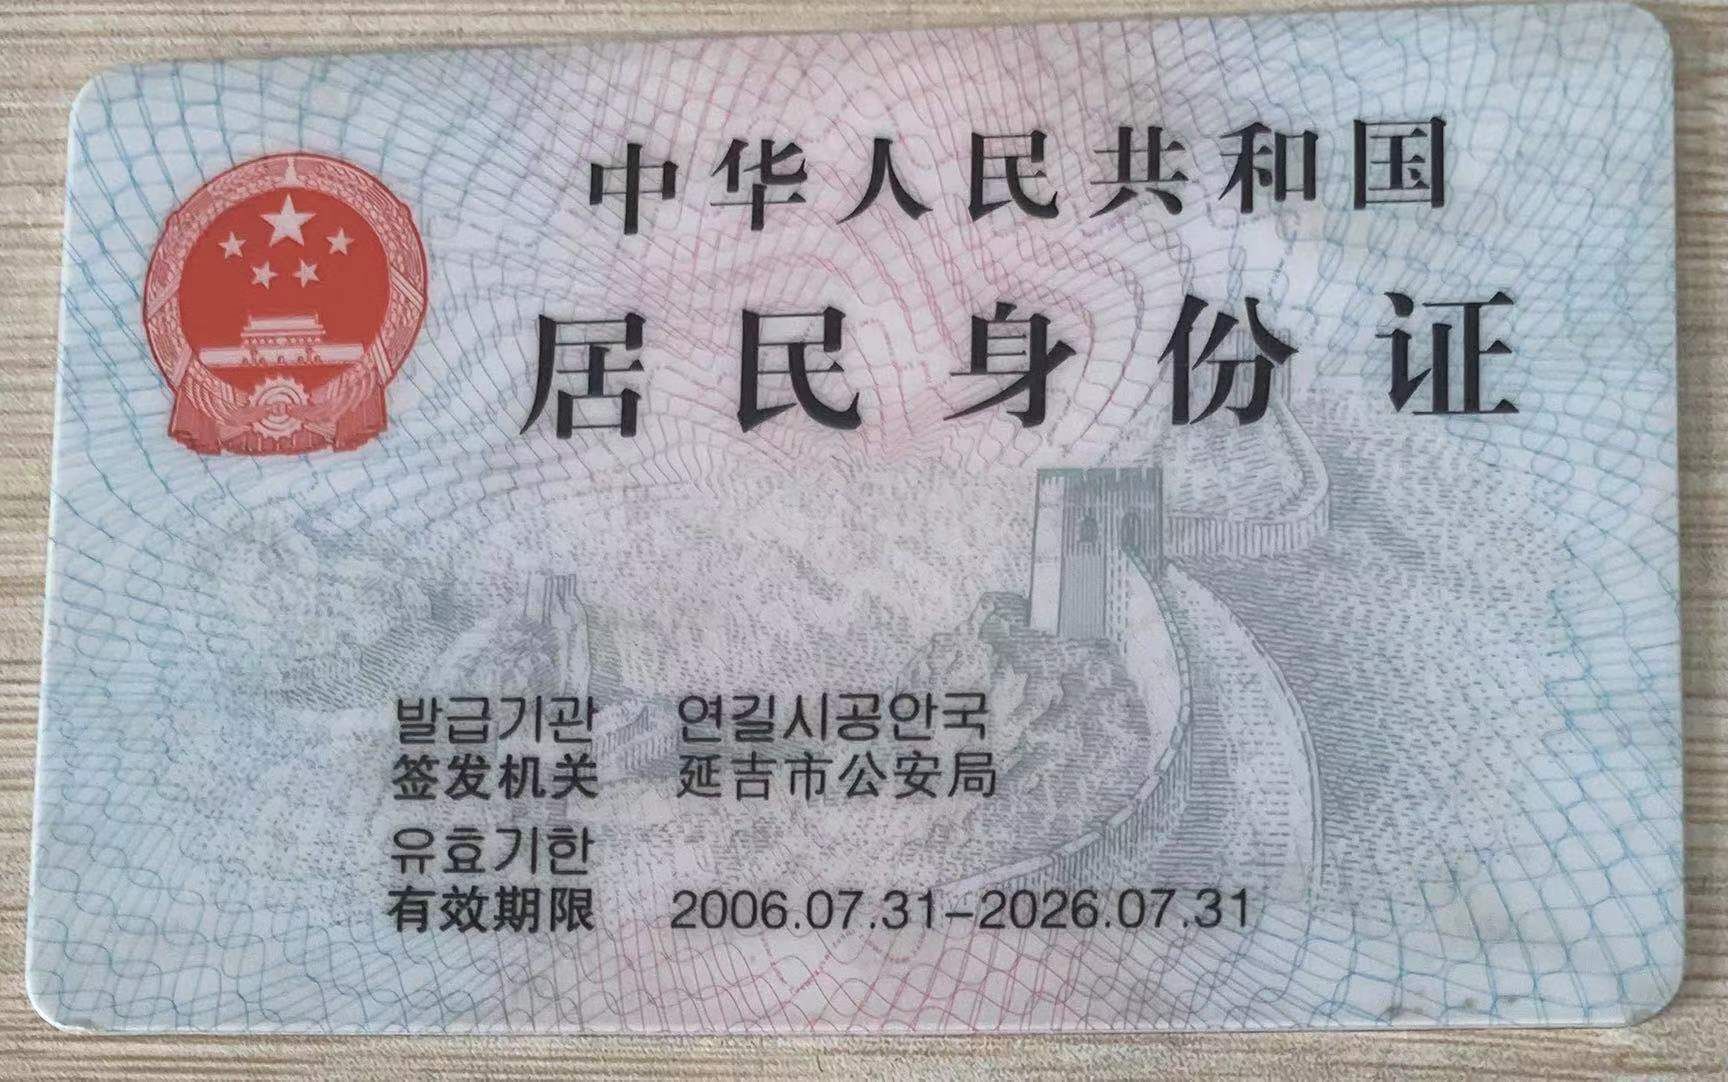 中华人民共和国
居民身份证
발급기관 연길시공안국
签发机关 延吉市公安局
유효기한
有效期限 2006.07.31-2026.07.31